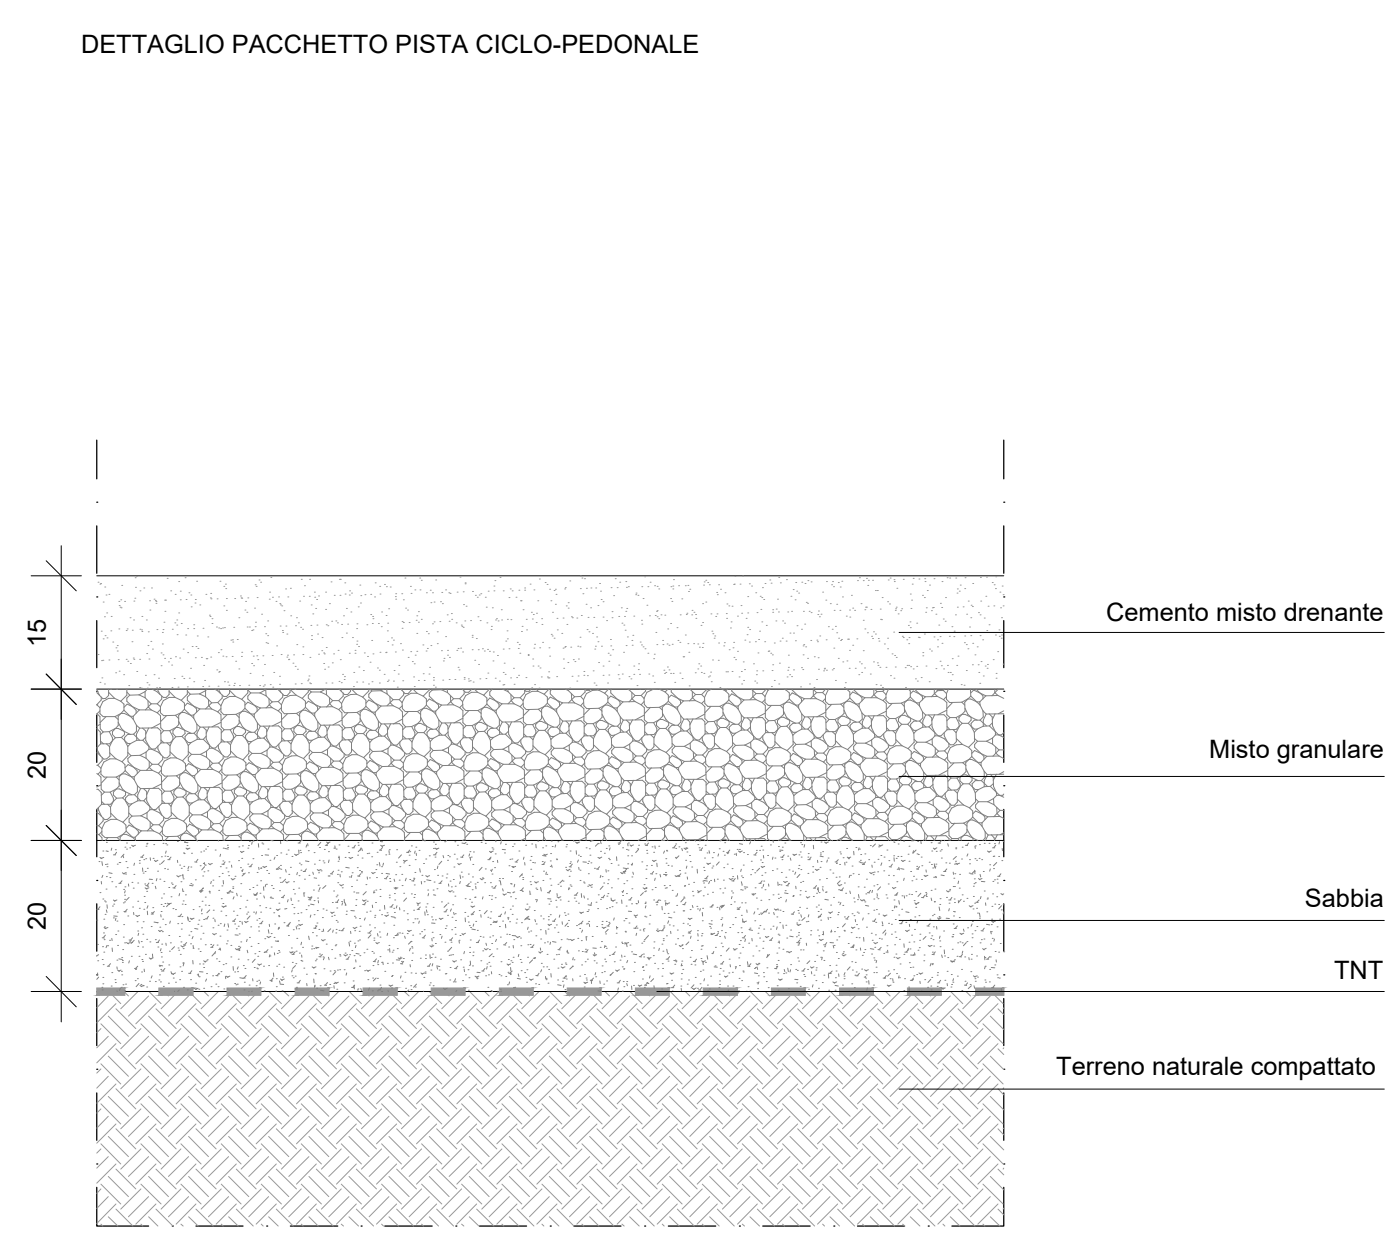 DETTAGLIO PACCHETTO PISTA CICLO-PEDONALE
15
Cemento misto drenante
20
Misto granulare
20
Sabbia
TNT
Terreno naturale compattato